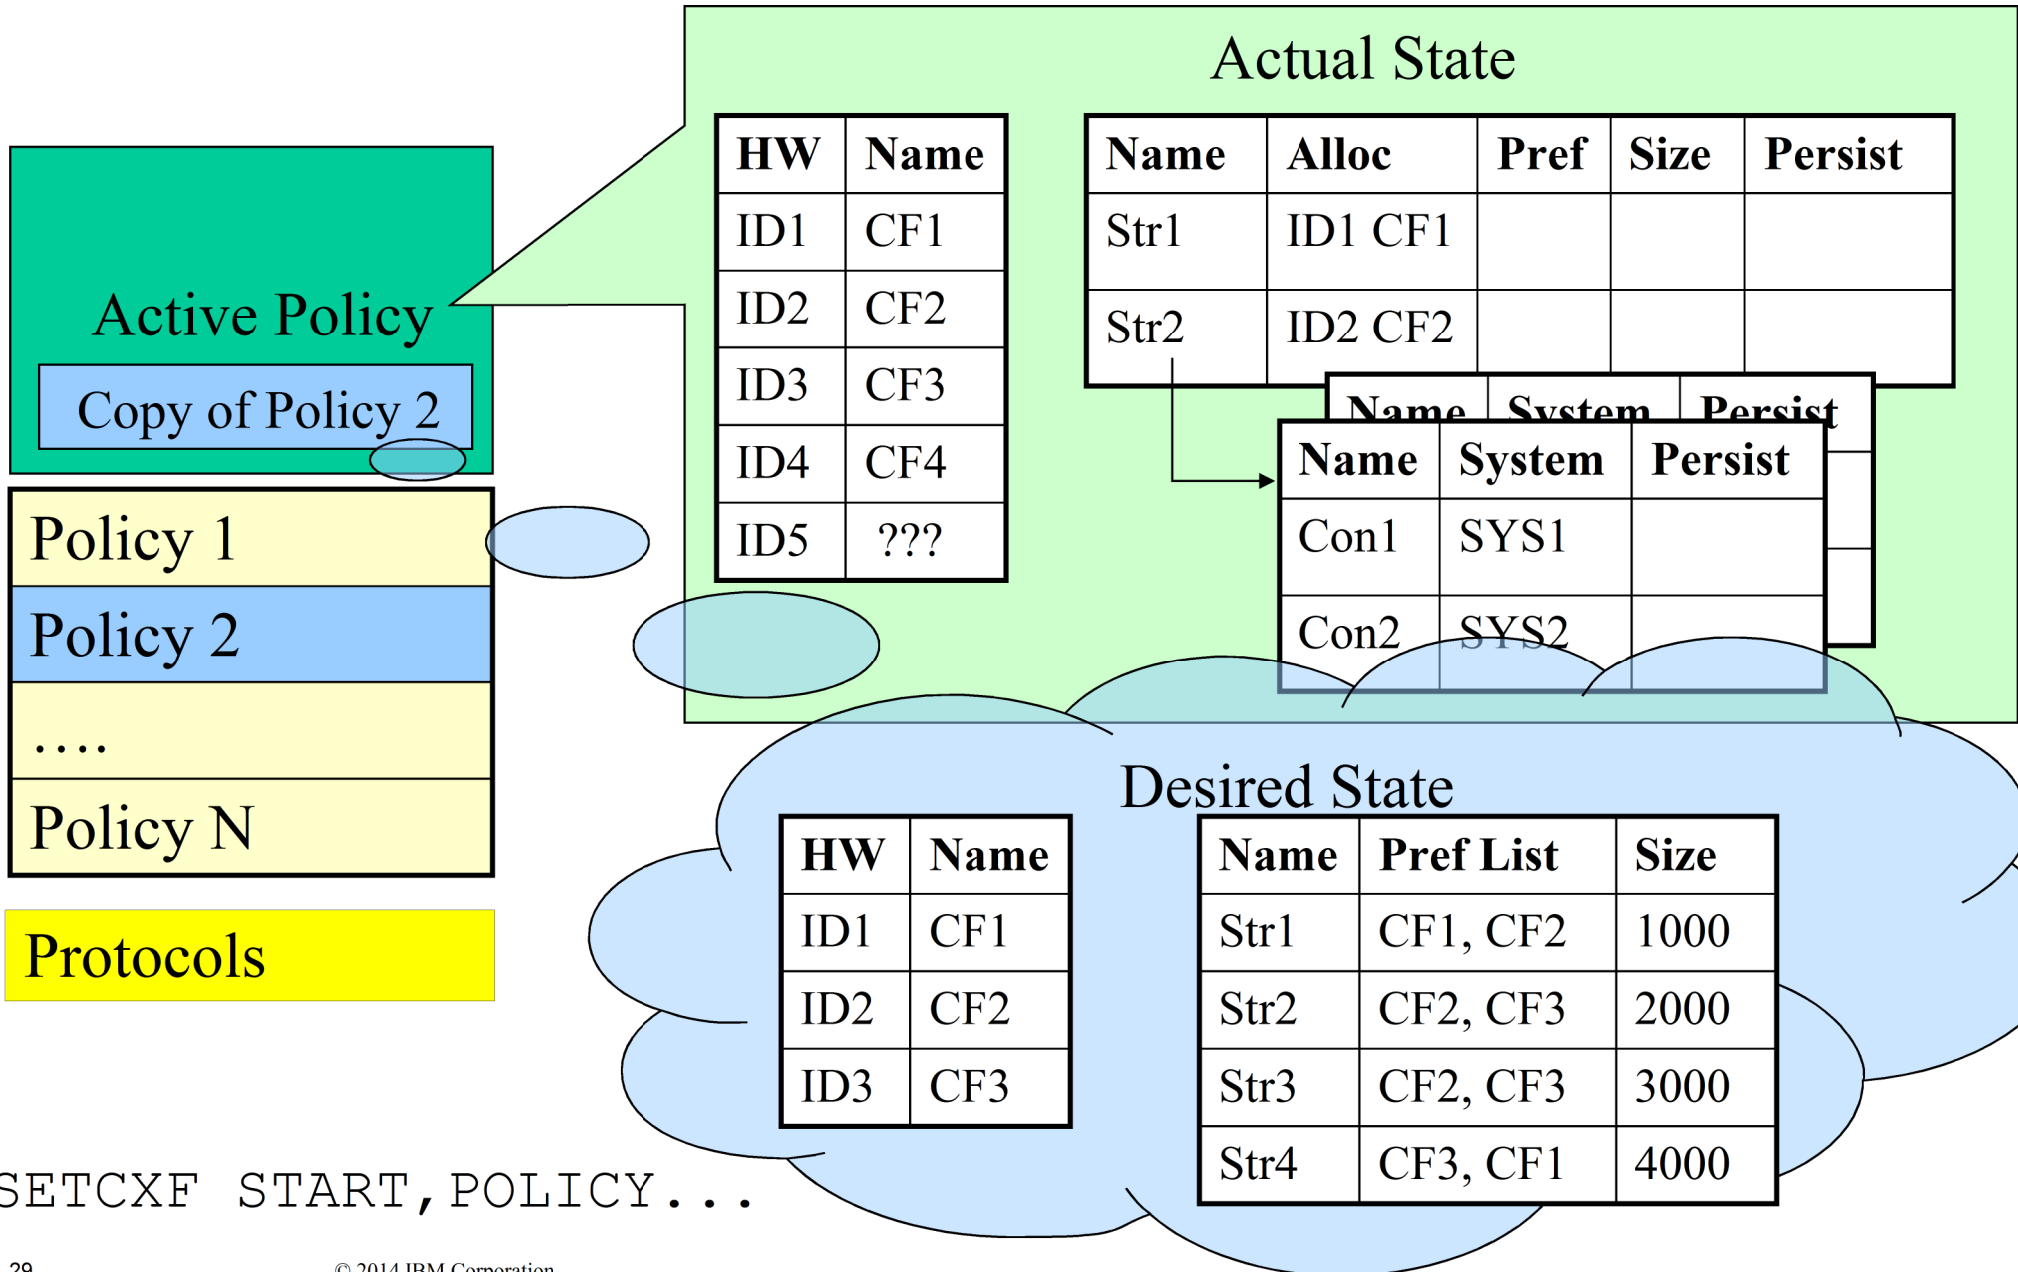 Actual State
HW Name
ID1 CF1
ID2 CF2
ID3 CF3
ID4 CF4
ID5 ???
Name Alloc Pref Size Persist
Str1 ID1 CF1
Str2 ID2 CF2
Name System Persist
Name System Persist
Con1 SYS1
Con2 SYS2
Active Policy
Copy of Policy 2
Policy 1
Policy 2
....
Policy N
Protocols
Desired State
HW Name
ID1 CF1
ID2 CF2
ID3 CF3
Name Pref List Size
Str1 CF1, CF2 1000
Str2 CF2, CF3 2000
Str3 CF2, CF3 3000
Str4 CF3, CF1 4000
SETCXF START,POLICY...
29
© 2014 IBM Corporation